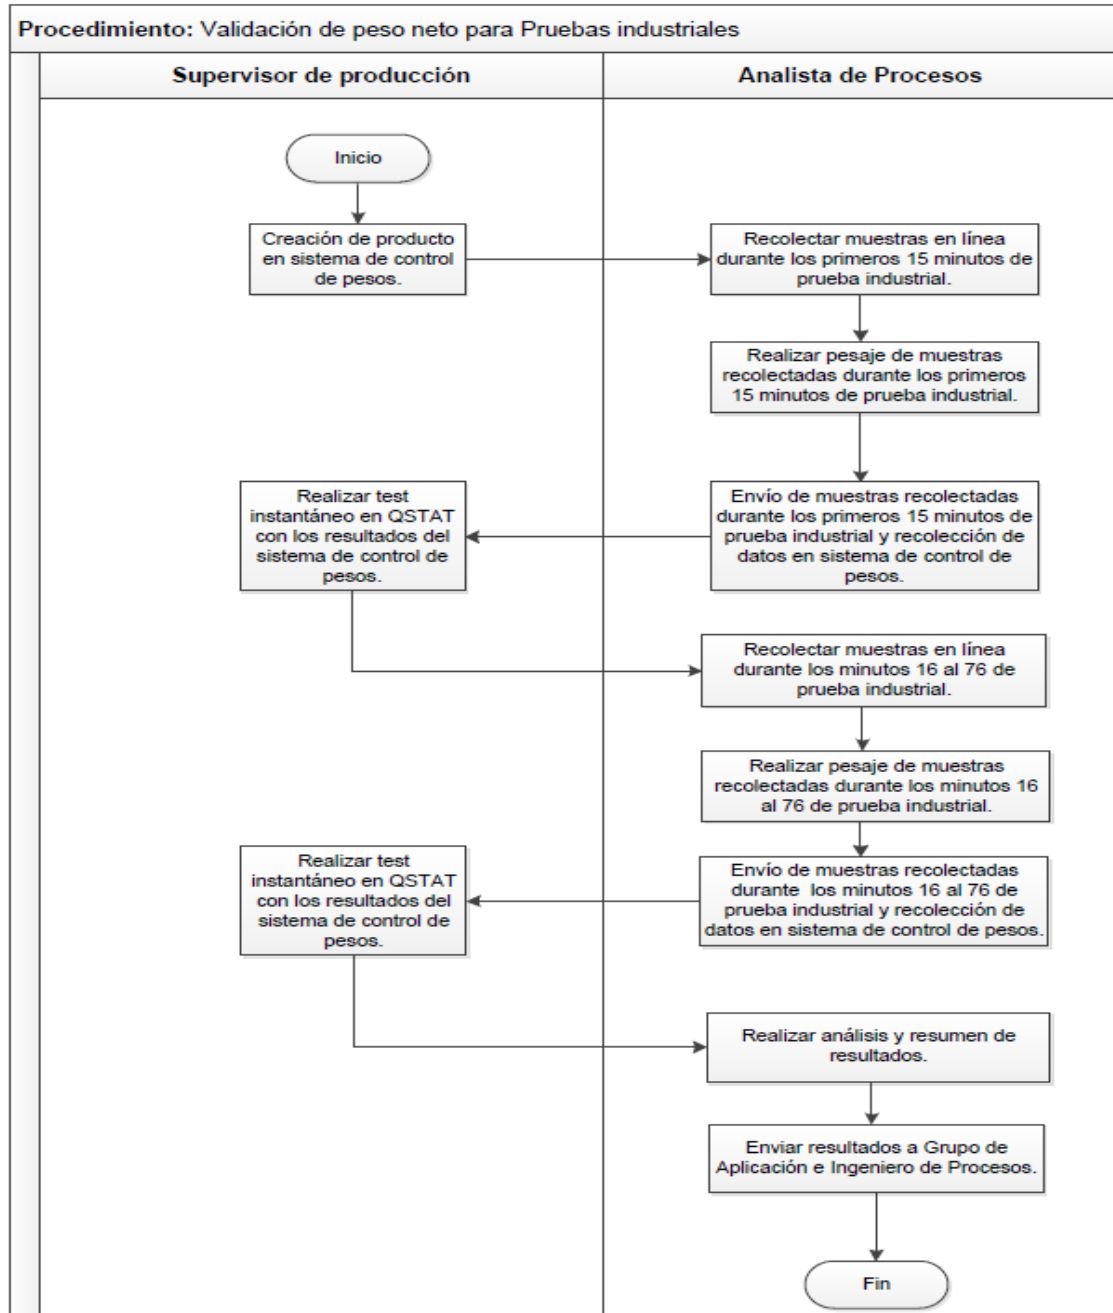 Procedimiento: Validación de peso neto para Pruebas industriales
Supervisor de producción
Analista de Procesos
Inicio
Creación de producto
en sistema de control
de pesos.
Recolectar muestras en línea
durante los primeros 15 minutos de
prueba industrial.
Realizar pesaje de muestras
recolectadas durante los primeros
15 minutos de prueba industrial.
Envío de muestras recolectadas
durante los primeros 15 minutos de
prueba industrial y recolección de
datos en sistema de control de
pesos.
Realizar test
instantáneo en QSTAT
con los resultados del
sistema de control de
pesos.
Recolectar muestras en línea
durante los minutos 16 al 76 de
prueba industrial.
Realizar pesaje de muestras
recolectadas durante los minutos 16
al 76 de prueba industrial.
Envío de muestras recolectadas
durante los minutos 16 al 76 de
prueba industrial y recolección de
datos en sistema de control de pesos.
Realizar test
instantáneo en QSTAT
con los resultados del
sistema de control de
pesos.
Realizar análisis y resumen de
resultados.
Enviar resultados a Grupo de
Aplicación e Ingeniero de Procesos.
Fin